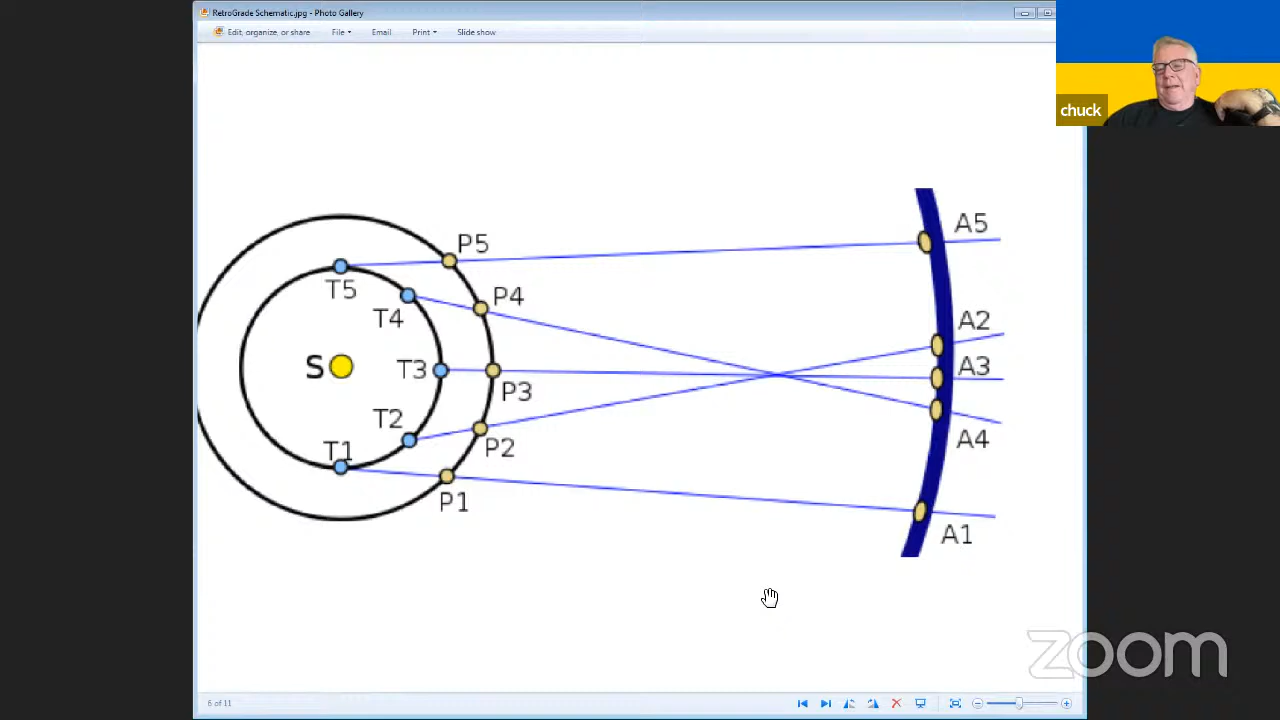 RetroGrade Schematic.jpg - Photo Gallery
Edit, organize, or share File Email Print Slide show
chuck
A5
P5
T5
P4
T4
A2
S
T3
A3
P3
T2
A4
P2
T1
P1
A1
zoom
6 of 11